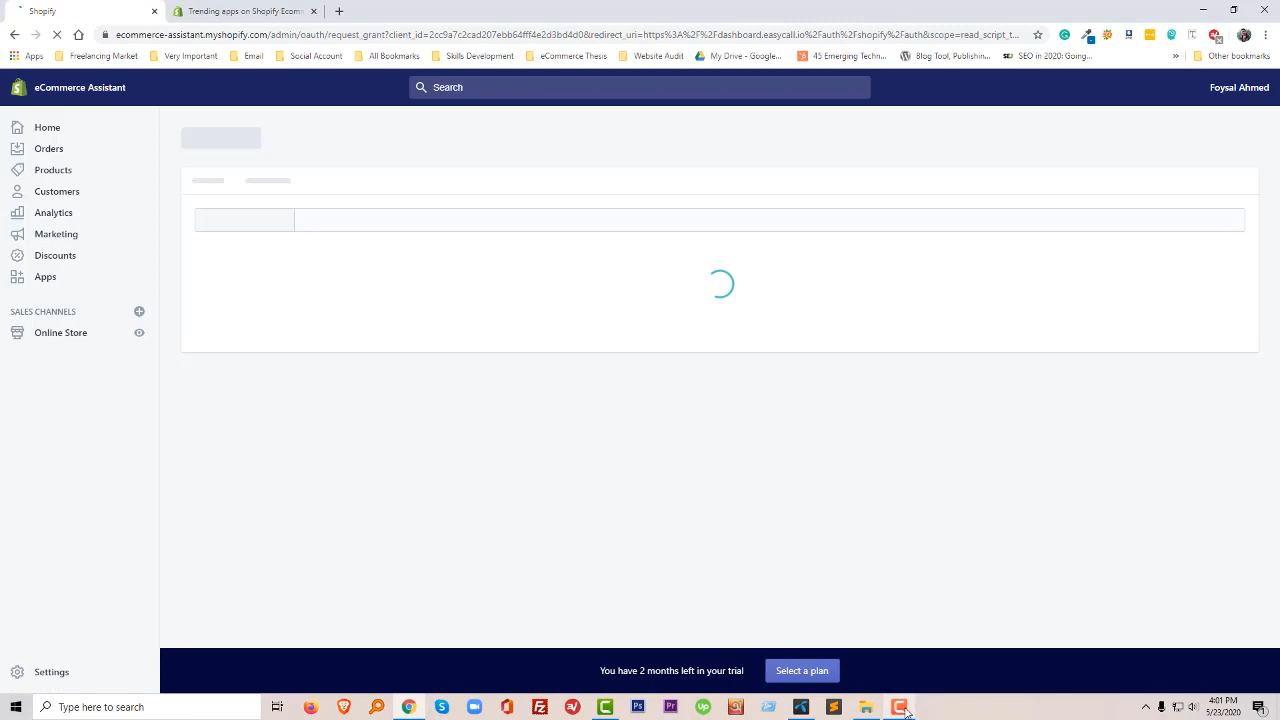 Shopify
Trending apps on Shopify Ecomm
ecommerce-assistant.myshopify.com/admin/oauth/request_grant?client_id=2cc9a7c2cad207ebb64fff4e2d3bd4d08&redirect_uri=https%3A%2F%2Fdashboard.easycall.is%2Fauth%2Fshopify%2Fauth&scope=read_script_t...
Apps
Freelancing Market
Very Important
Email
Social Account
All Bookmarks
Skills Development
eCommerce Thesis
Website Audit
My Drive - Google...
45 Emerging Techn...
Blog Tool, Publishin...
SEO in 2020: Going...
»
Other bookmarks
eCommerce Assistant
Search
Foysal Ahmed
Home
Orders
Products
Customers
Analytics
Marketing
Discounts
Apps
SALES CHANNELS
Online Store
Settings
You have 2 months left in your trial
Select a plan
Type here to search
4:01 PM
5/23/2020